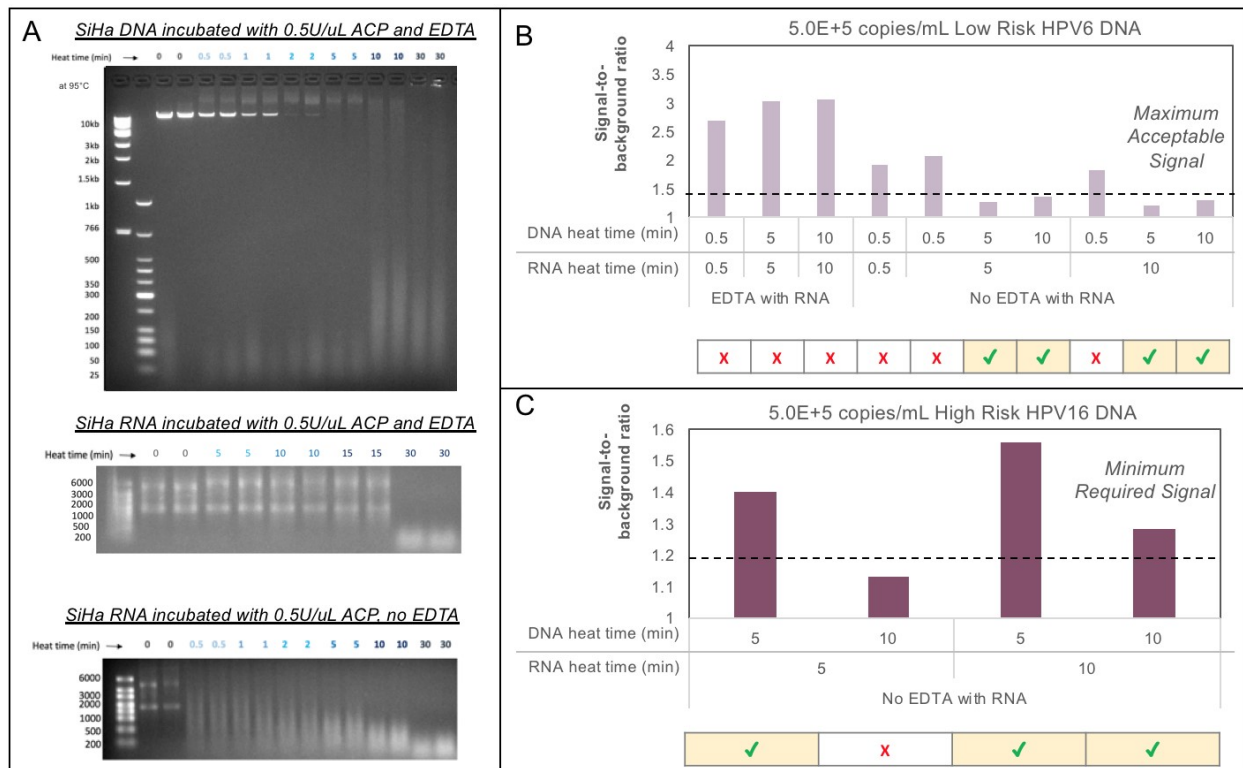 A
SiHa DNA incubated with 0.5U/uL ACP and EDTA
Heat time (min) → 0 0 0.5 0.5 1 1 2 2 5 5 10 10 30 30
at 95°C
10kb
3kb
2kb
1.5kb
1kb
766
500
350
300
200
150
100
50
25
SiHa RNA incubated with 0.5U/uL ACP and EDTA
Heat time (min) → 0 0 5 5 10 10 15 15 30 30
6000
3000
2000
1000
500
200
SiHa RNA incubated with 0.5U/uL ACP, no EDTA
Heat time (min) → 0 0 0.5 0.5 1 1 2 2 5 5 10 10 30 30
6000
3000
2000
1000
500
200
B
5.0E+5 copies/mL Low Risk HPV6 DNA
Signal-to-
background ratio
4
3.5
3
2.5
2
1.5
1
Maximum
Acceptable
Signal
DNA heat time (min) 0.5 5 10 0.5 0.5 5 10 0.5 5 10
RNA heat time (min) 0.5 5 10 0.5 5 10
EDTA with RNA No EDTA with RNA
X X X X X ✓ ✓ X ✓ ✓
C
5.0E+5 copies/mL High Risk HPV16 DNA
Signal-to-
background ratio
1.6
1.5
1.4
1.3
1.2
1.1
1
Minimum
Required Signal
DNA heat time (min) 5 10 5 10
RNA heat time (min) 5 10
No EDTA with RNA
✓ X ✓ ✓